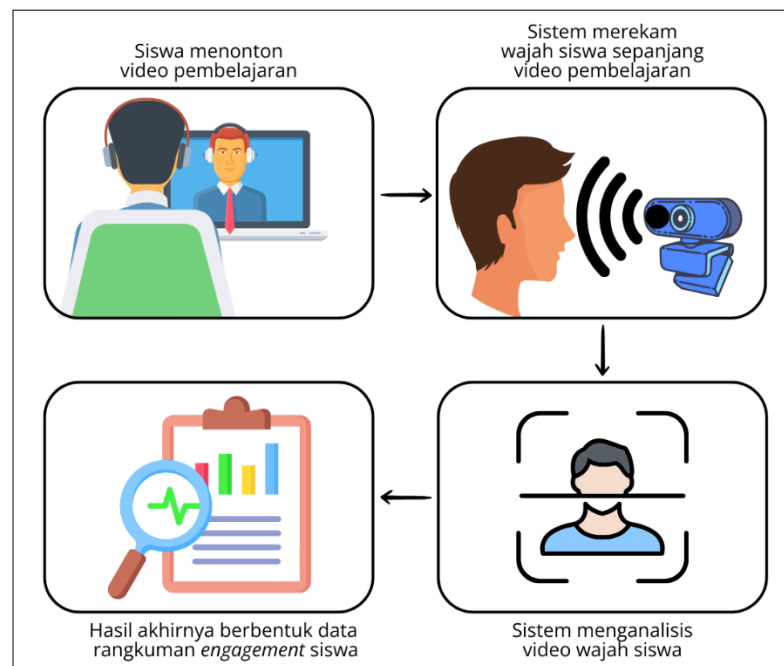 Siswa menonton
video pembelajaran
Sistem merekam
wajah siswa sepanjang
video pembelajaran
Hasil akhirnya berbentuk data
rangkuman engagement siswa
Sistem menganalisis
video wajah siswa